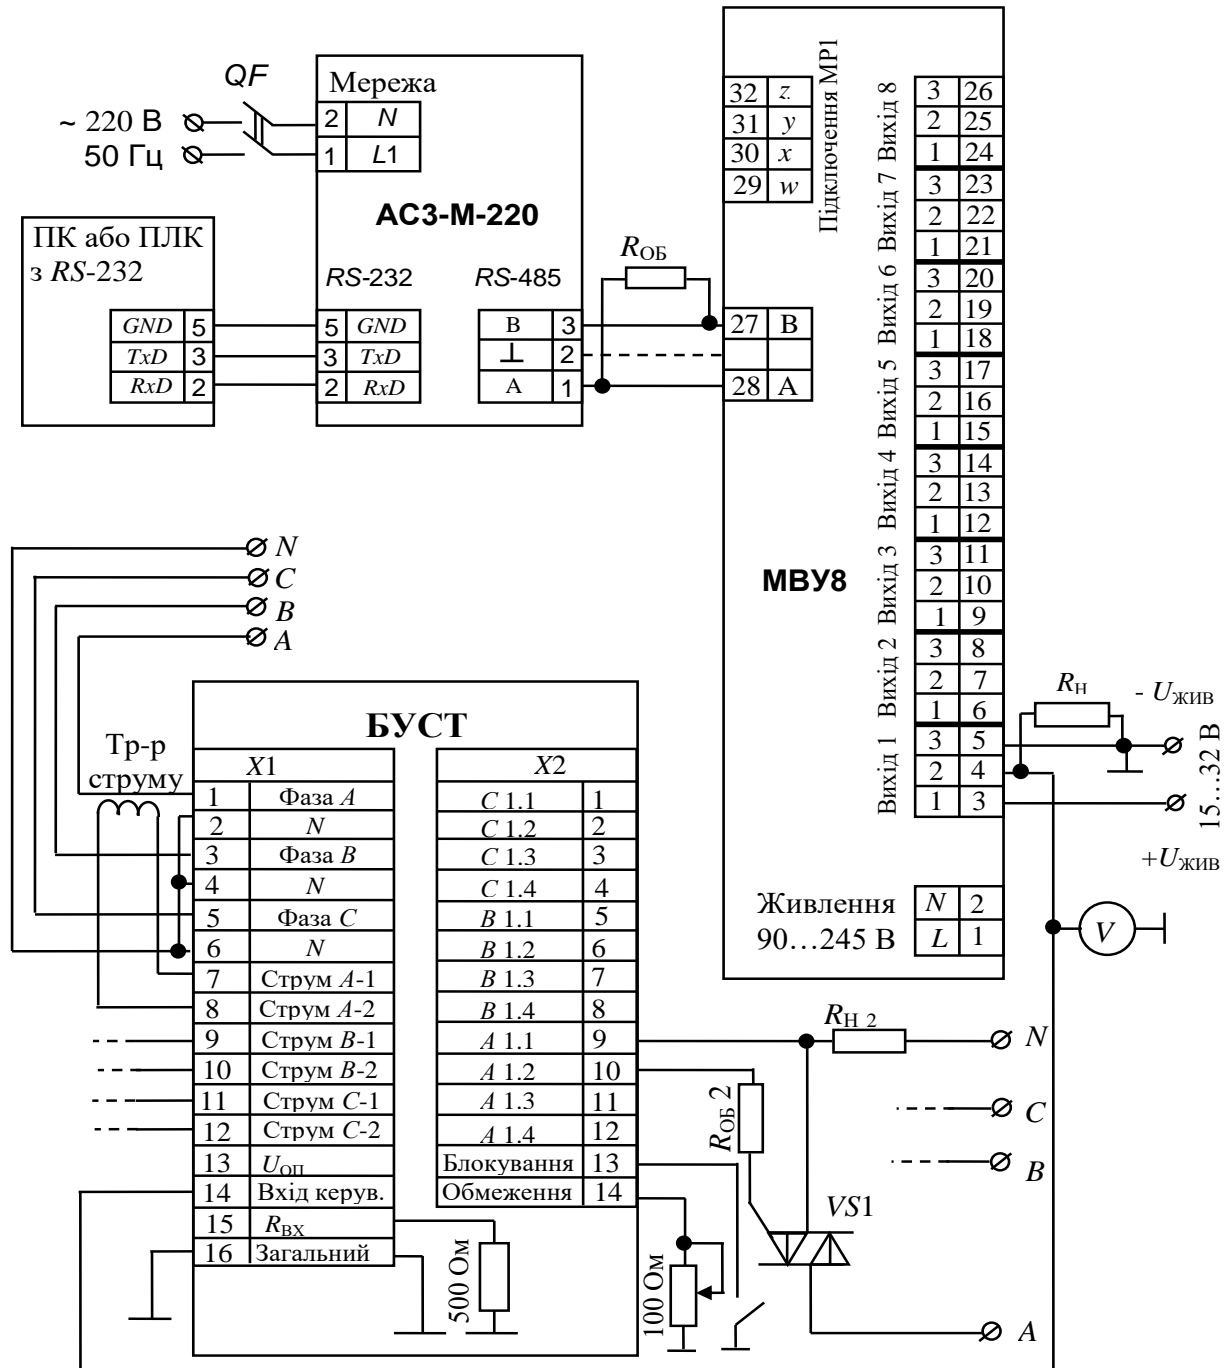 QF
~ 220 В
50 Гц
Мережа
2 N
1 L1
АС3-М-220
RS-232 RS-485
5 GND
3 TxD
2 RxD
В 3
⊥ 2
А 1
ПК або ПЛК
з RS-232
GND 5
TxD 3
RxD 2
RОБ
32 z
31 y
30 x
29 w
Підключення МР1
27 В
28 А
МВУ8
Вихід 8
3 26
2 25
1 24
Вихід 7
3 23
2 22
1 21
Вихід 6
3 20
2 19
1 18
Вихід 5
3 17
2 16
1 15
Вихід 4
3 14
2 13
1 12
Вихід 3
3 11
2 10
1 9
Вихід 2
3 8
2 7
1 6
Вихід 1
3 5
2 4
1 3
Живлення
90…245 В
N 2
L 1
RН
- UЖИВ
15…32 В
+UЖИВ
V
N
C
B
A
Тр-р
струму
БУСТ
X1
1 Фаза A
2 N
3 Фаза B
4 N
5 Фаза C
6 N
7 Струм A-1
8 Струм A-2
9 Струм B-1
10 Струм B-2
11 Струм C-1
12 Струм C-2
13 UОП
14 Вхід керув.
15 RВХ
16 Загальний
X2
C 1.1 1
C 1.2 2
C 1.3 3
C 1.4 4
B 1.1 5
B 1.2 6
B 1.3 7
B 1.4 8
A 1.1 9
A 1.2 10
A 1.3 11
A 1.4 12
Блокування 13
Обмеження 14
500 Ом
100 Ом
RОБ 2
RН 2
VS1
N
C
B
A